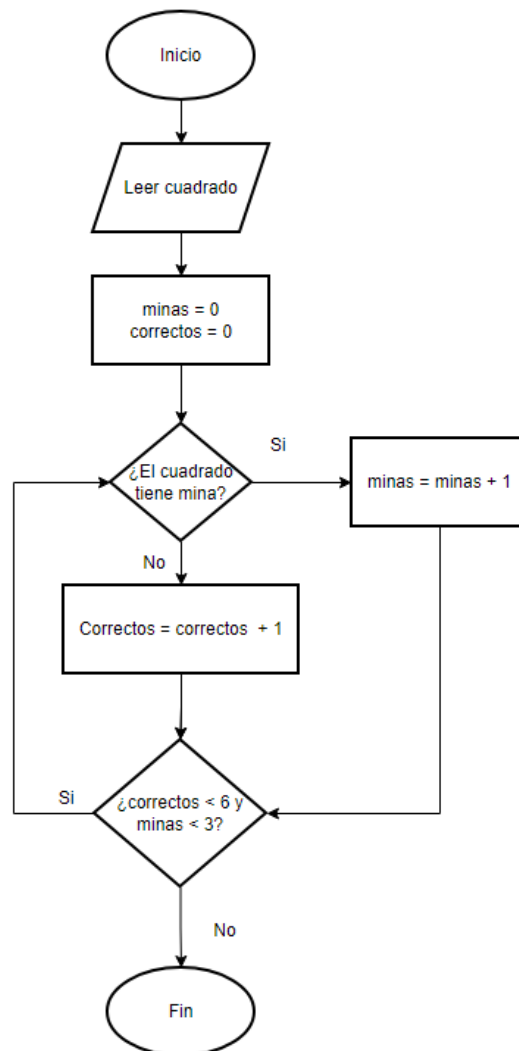 Inicio
Leer cuadrado
minas = 0
correctos = 0
¿El cuadrado
tiene mina?
Si
minas = minas + 1
No
Correctos = correctos + 1
¿correctos < 6 y
minas < 3?
Si
No
Fin